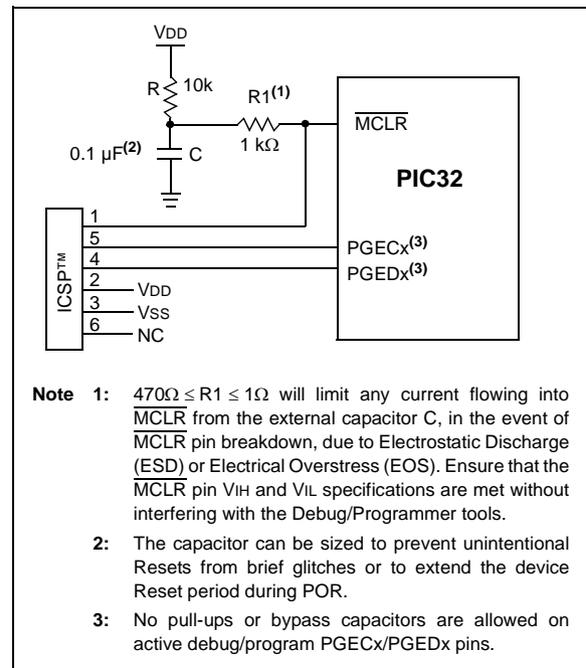 VDD
R 10k
R1(1)
1 kΩ
0.1 µF(2) C
MCLR
PIC32
ICSP™
1
5
4
2
3
6
VDD
VSS
NC
PGECx(3)
PGEDx(3)
Note 1: 470Ω ≤ R1 ≤ 1Ω will limit any current flowing into
MCLR from the external capacitor C, in the event of
MCLR pin breakdown, due to Electrostatic Discharge
(ESD) or Electrical Overstress (EOS). Ensure that the
MCLR pin VIH and VIL specifications are met without
interfering with the Debug/Programmer tools.
2: The capacitor can be sized to prevent unintentional
Resets from brief glitches or to extend the device
Reset period during POR.
3: No pull-ups or bypass capacitors are allowed on
active debug/program PGECx/PGEDx pins.